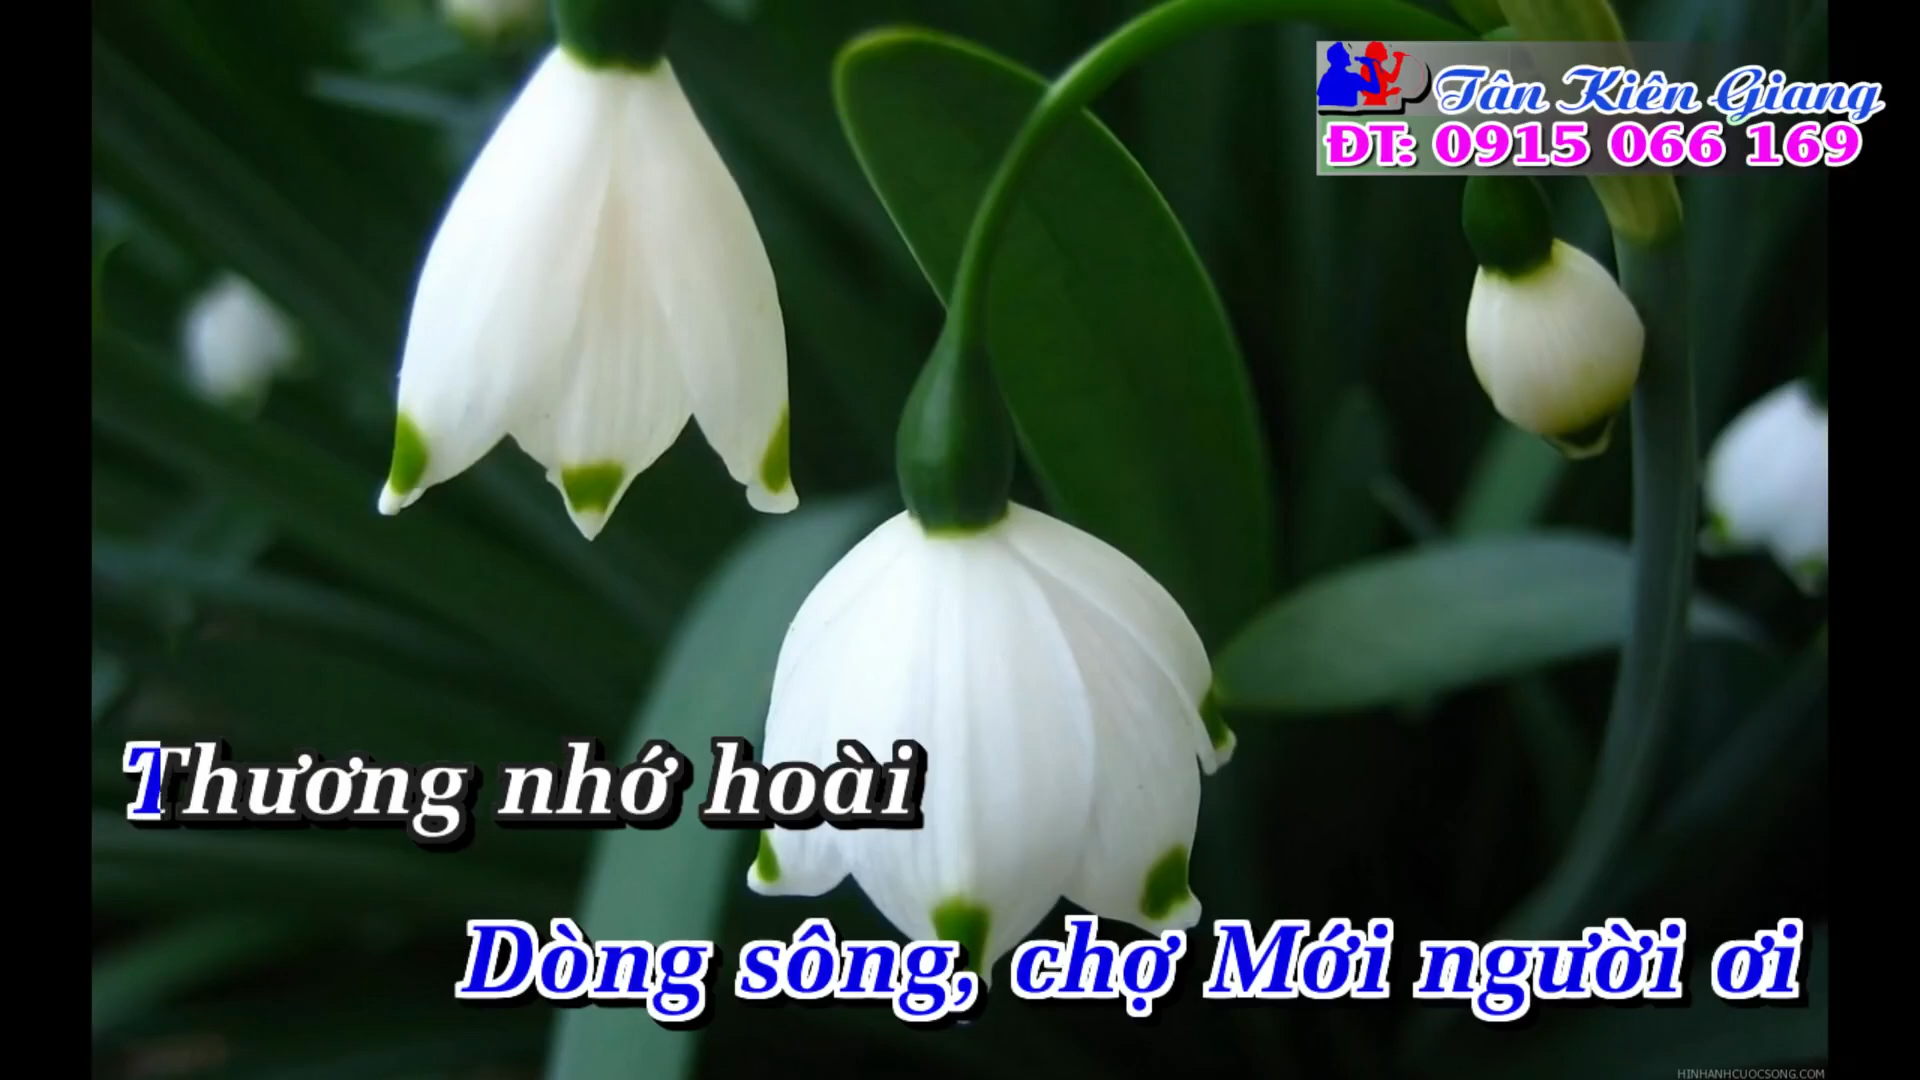 Tân Kiên Giang
ĐT: 0915 066 169
Thương nhớ hoài
Dòng sông, chợ Mới người ơi
HINHANHCUOCSONG.COM